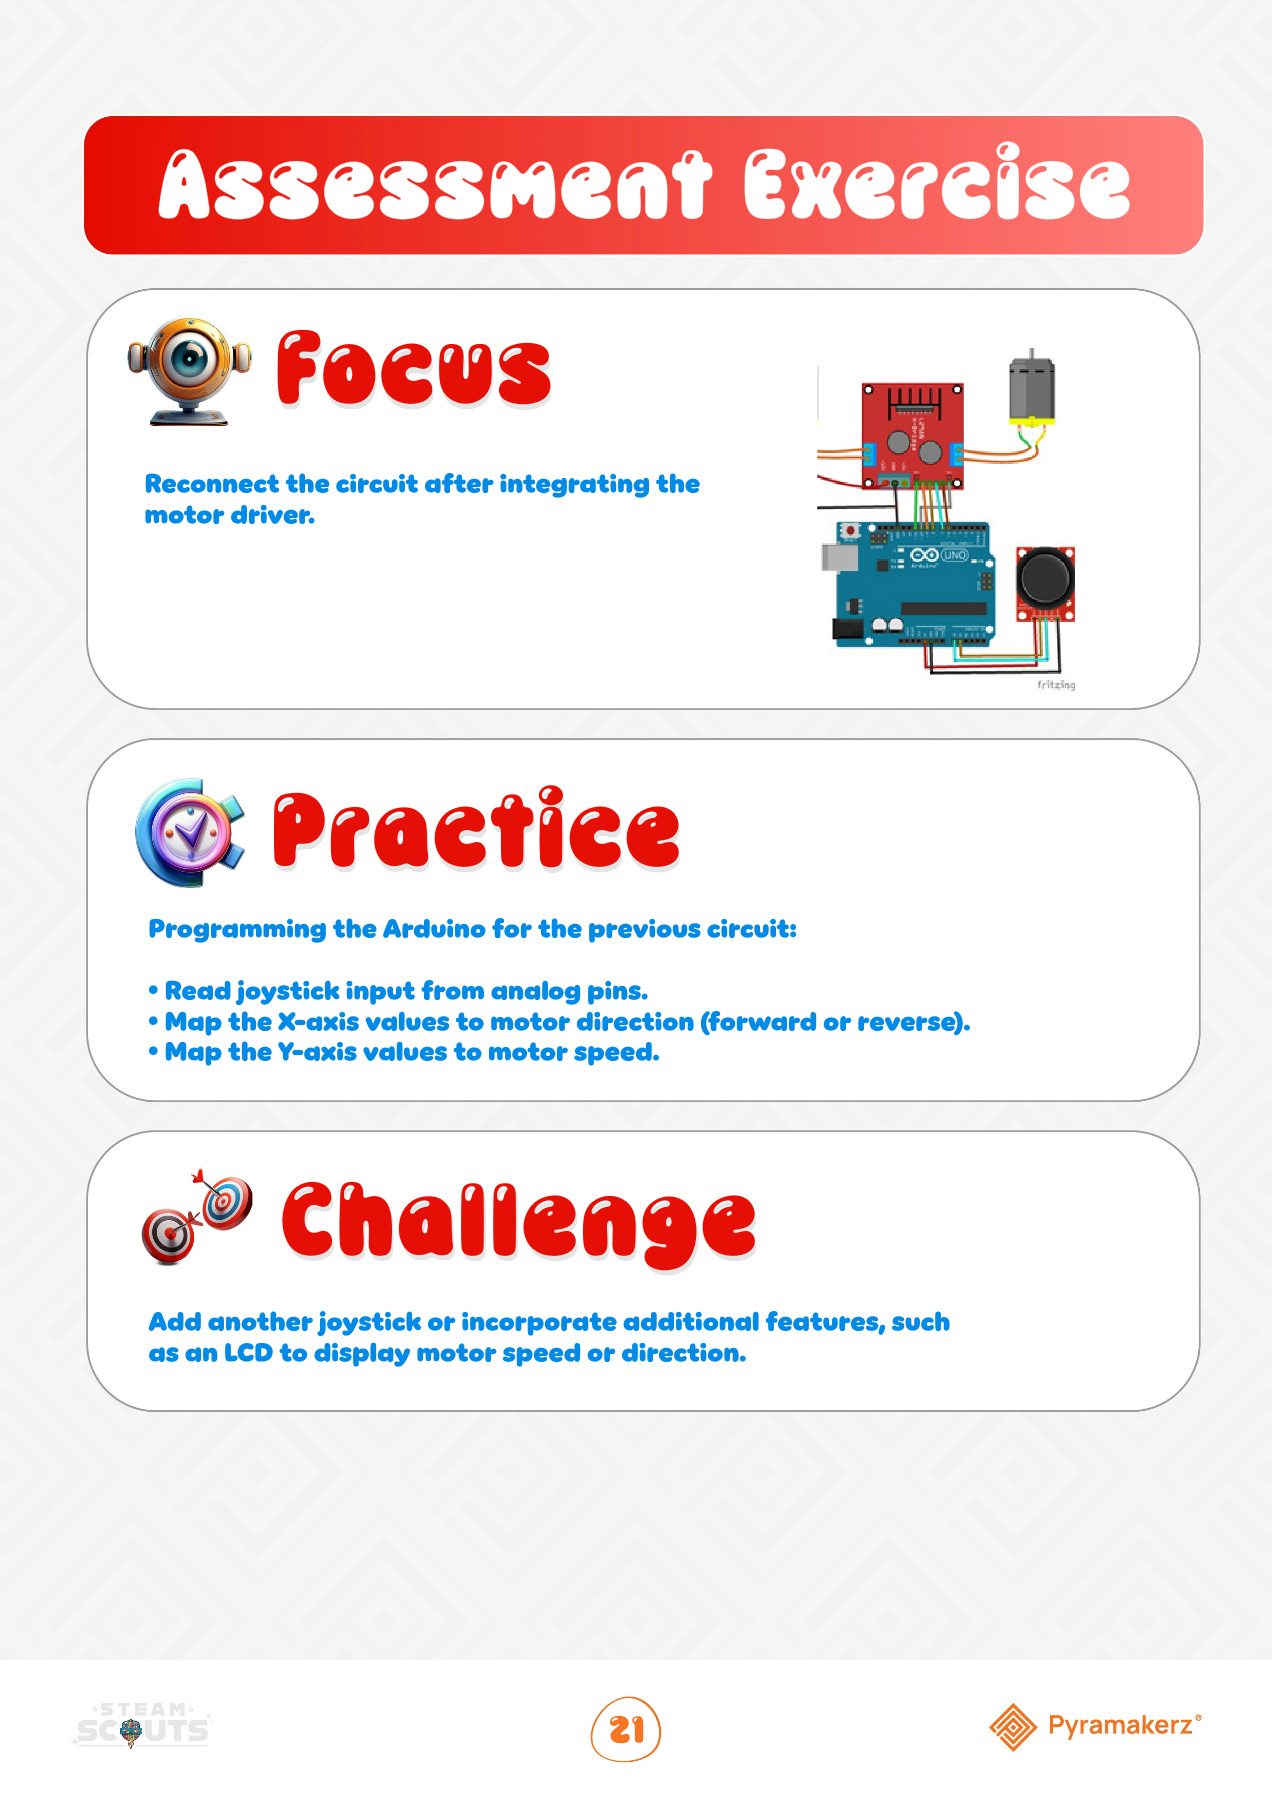 Assessment Exercise
Focus
Reconnect the circuit after integrating the
motor driver.
UNO
Arduino
fritzing
Practice
Programming the Arduino for the previous circuit:
• Read joystick input from analog pins.
• Map the X-axis values to motor direction (forward or reverse).
• Map the Y-axis values to motor speed.
Challenge
Add another joystick or incorporate additional features, such
as an LCD to display motor speed or direction.
STEAM
SCOUTS
21
Pyramakerz®